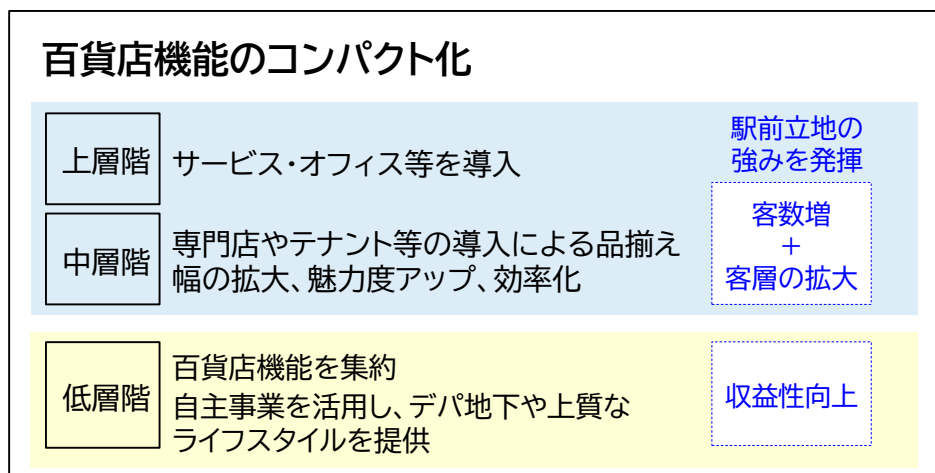 百貨店機能のコンパクト化
上層階
サービス・オフィス等を導入
駅前立地の
強みを発揮
中層階
専門店やテナント等の導入による品揃え
幅の拡大、魅力度アップ、効率化
客数増
+
客層の拡大
低層階
百貨店機能を集約
自主事業を活用し、デパ地下や上質な
ライフスタイルを提供
収益性向上